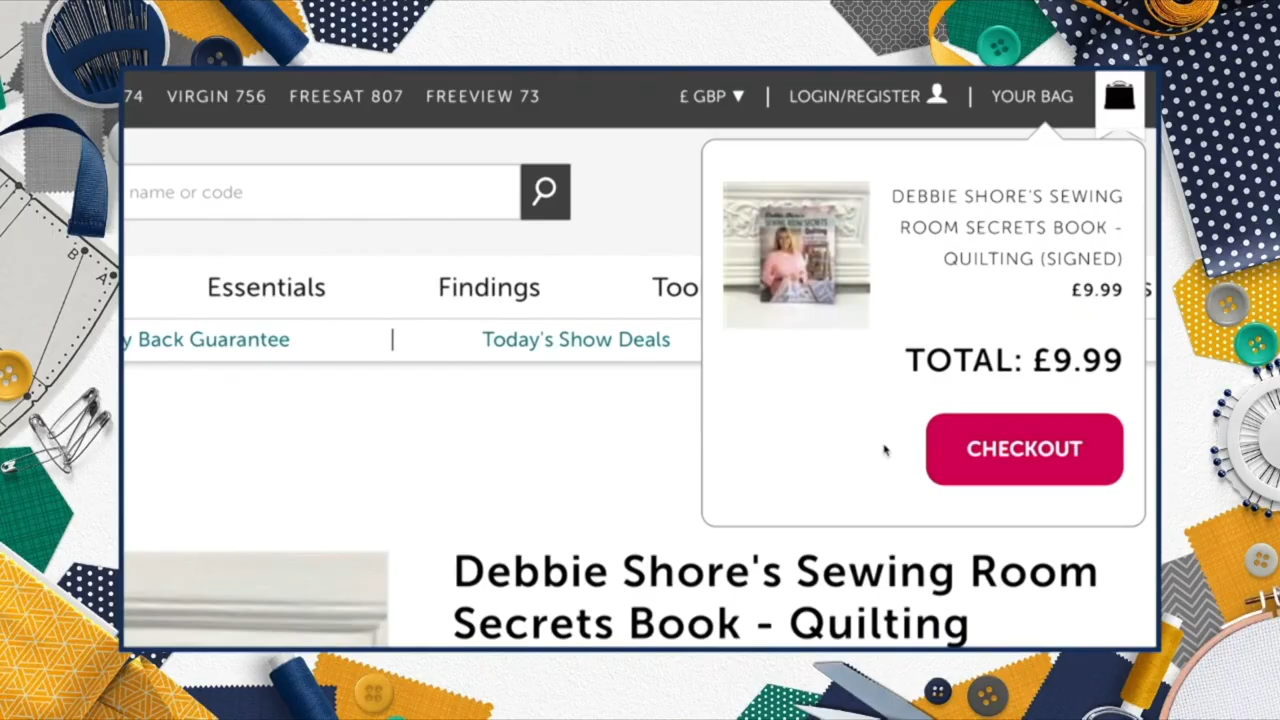 74 VIRGIN 756 FREESAT 807 FREEVIEW 73 £ GBP ▼ | LOGIN/REGISTER | YOUR BAG
name or code
DEBBIE SHORE'S SEWING
ROOM SECRETS BOOK -
QUILTING (SIGNED)
£9.99
Essentials Findings Too s
y Back Guarantee | Today's Show Deals
TOTAL: £9.99
CHECKOUT
Debbie Shore's Sewing Room
Secrets Book - Quilting
B
A